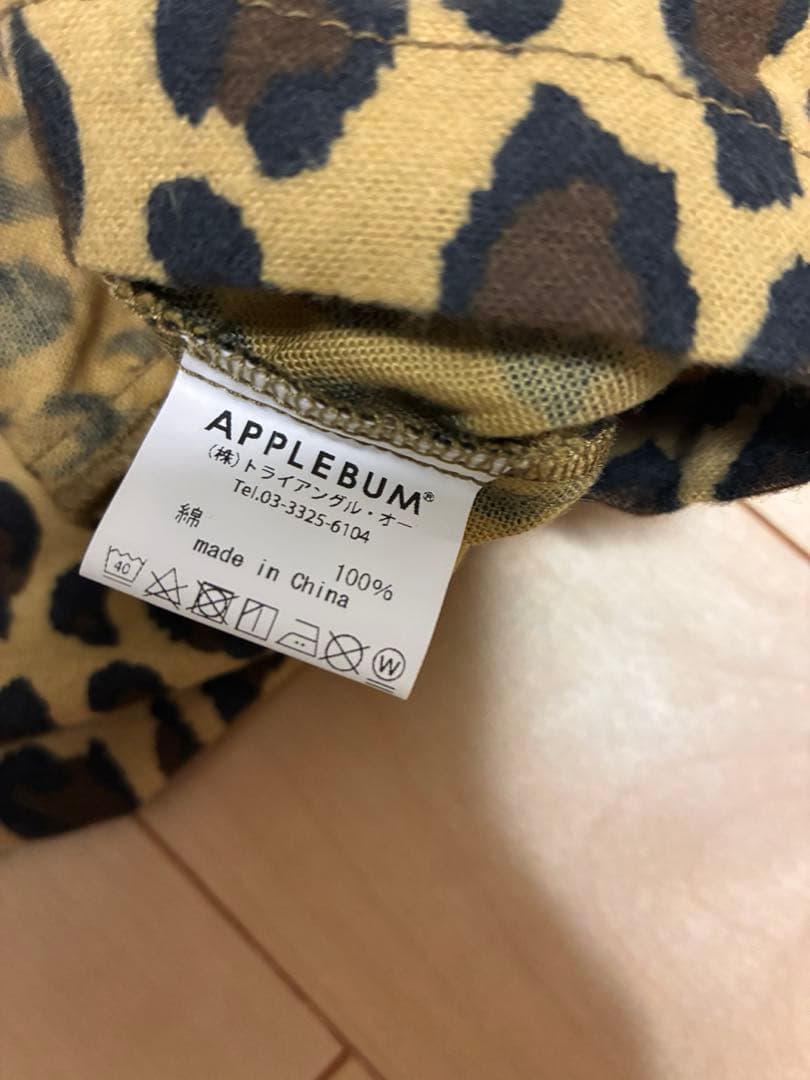 APPLEBUM®
(株)トライアングル・オー
Tel.03-3325-6104
綿 100%
made in China
40
W